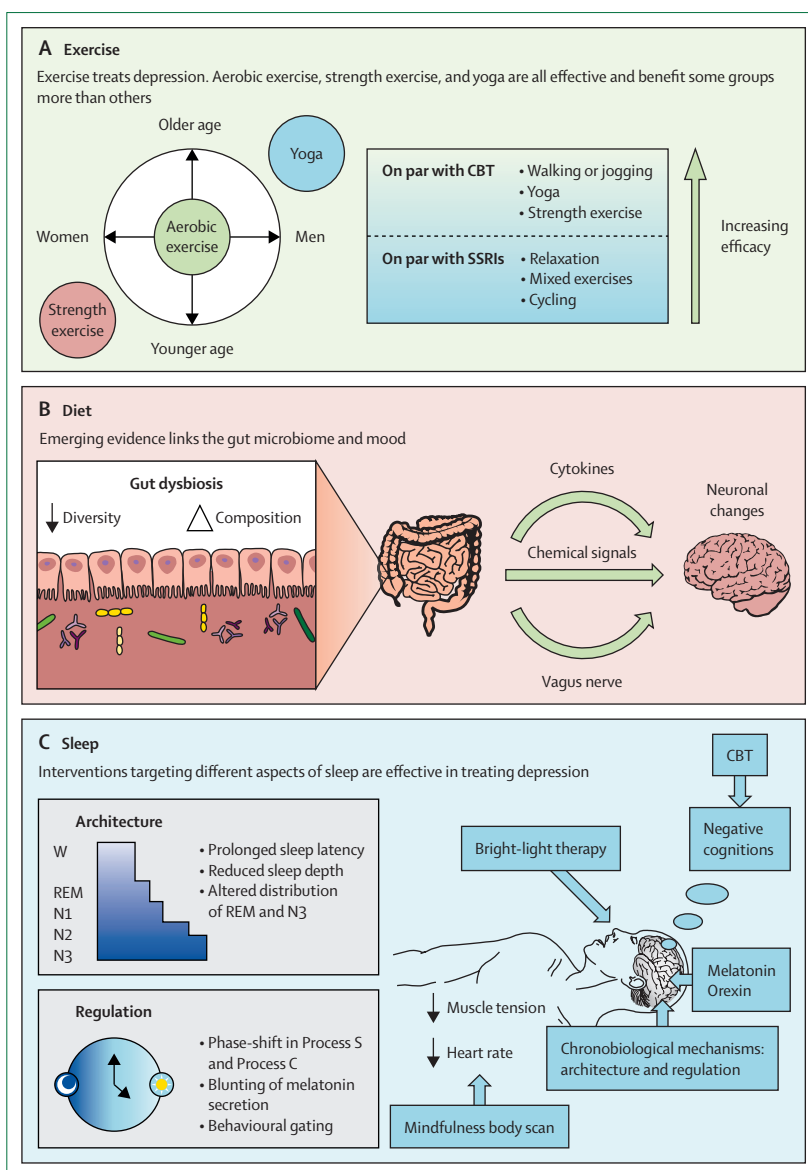 A Exercise
Exercise treats depression. Aerobic exercise, strength exercise, and yoga are all effective and benefit some groups
more than others
Older age
Yoga
Women
Aerobic
exercise
Men
Strength
exercise
Younger age
On par with CBT
• Walking or jogging
• Yoga
• Strength exercise
On par with SSRIs
• Relaxation
• Mixed exercises
• Cycling
Increasing
efficacy
B Diet
Emerging evidence links the gut microbiome and mood
Gut dysbiosis
Diversity
Composition
Cytokines
Chemical signals
Vagus nerve
Neuronal
changes
C Sleep
Interventions targeting different aspects of sleep are effective in treating depression
Architecture
W
REM
N1
N2
N3
• Prolonged sleep latency
• Reduced sleep depth
• Altered distribution
of REM and N3
Regulation
• Phase-shift in Process S
and Process C
• Blunting of melatonin
secretion
• Behavioural gating
CBT
Negative
cognitions
Bright-light therapy
Melatonin
Orexin
Muscle tension
Heart rate
Chronobiological mechanisms:
architecture and regulation
Mindfulness body scan